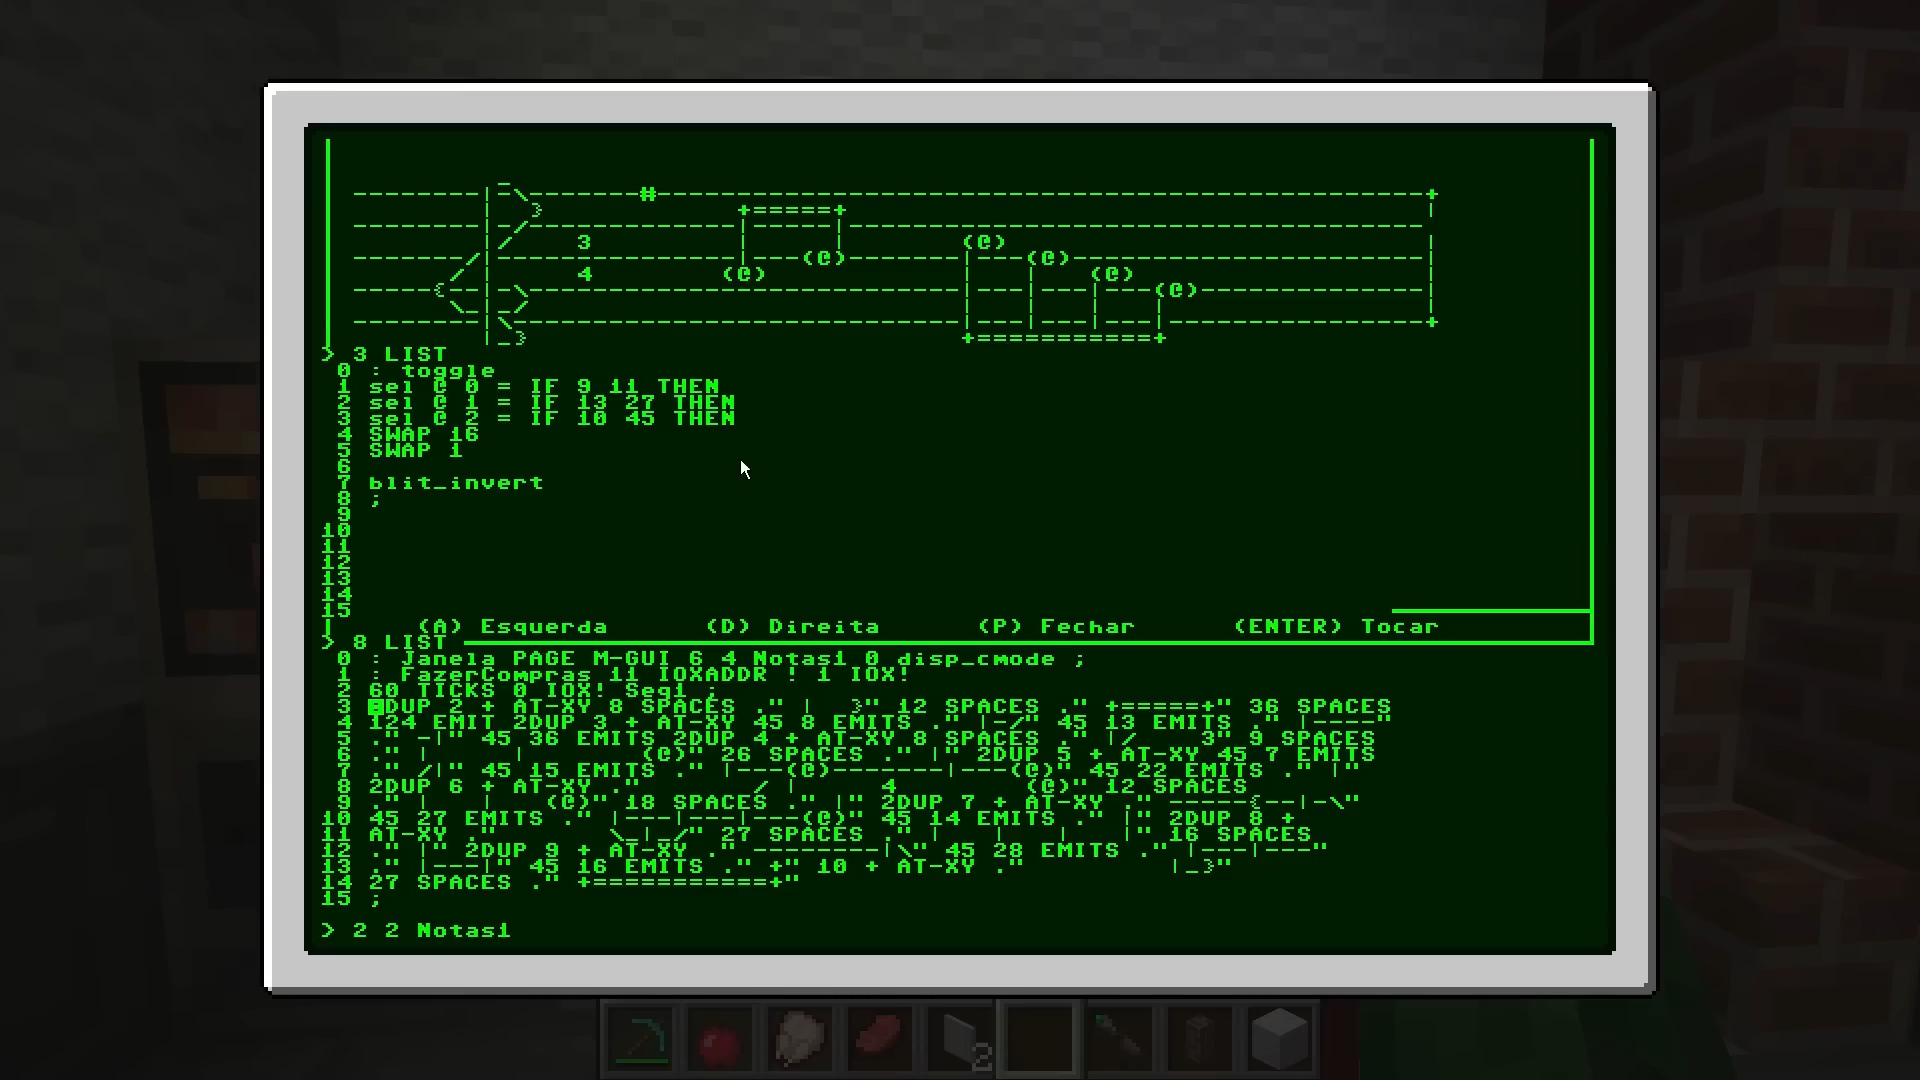 --------|‾\-------#------------------------------------------------+
| 3 +=====+ |
--------|-/--------------|-----|------------------------------------
|/ 3 | | (@) |
-------/|----------------|---(@)-------|---(@)----------------------|
/ | 4 (@) | | (@) |
-----{--|-\---------------------------|---|---|---(@)--------------|
\_|_/ | | | | |
--------|\----------------------------|---|---|---|----------------+
|_3 +===========+
> 3 LIST
0 : toggle
1 sel @ 0 = IF 9 11 THEN
2 sel @ 1 = IF 13 27 THEN
3 sel @ 2 = IF 10 45 THEN
4 SWAP 16
5 SWAP 1
6
7 blit_invert
8 ;
9
10
11
12
13
14
15
| (A) Esquerda (D) Direita (P) Fechar (ENTER) Tocar
> 8 LIST
0 : Janela PAGE M-GUI 6 4 Notas1 0 disp_cmode ;
1 : FazerCompras 11 IOXADDR ! 1 IOX!
2 60 TICKS 0 IOX! Seg1 ;
3 2DUP 2 + AT-XY 8 SPACES ." |  3" 12 SPACES ." +=====+" 36 SPACES
4 124 EMIT 2DUP 3 + AT-XY 45 8 EMITS ." |-/" 45 13 EMITS ." |----"
5 ." -|" 45 36 EMITS 2DUP 4 + AT-XY 8 SPACES ." |/    3" 9 SPACES
6 ." |     |       (@)" 26 SPACES ." |" 2DUP 5 + AT-XY 45 7 EMITS
7 ." /|" 45 15 EMITS ." |---(@)-------|---(@)" 45 22 EMITS ." |"
8 2DUP 6 + AT-XY ."       / |     4        (@)" 12 SPACES
9 ." |   |   (@)" 18 SPACES ." |" 2DUP 7 + AT-XY ." -----{--|-\"
10 45 27 EMITS ." |---|---|---(@)" 45 14 EMITS ." |" 2DUP 8 +
11 AT-XY ."       \_|_/" 27 SPACES ." |   |   |   |" 16 SPACES
12 ." |" 2DUP 9 + AT-XY ." --------|\" 45 28 EMITS ." |---|---"
13 ." |---|" 45 16 EMITS ." +" 10 + AT-XY ."         |_3"
14 27 SPACES ." +===========+"
15 ;
> 2 2 Notas1
2